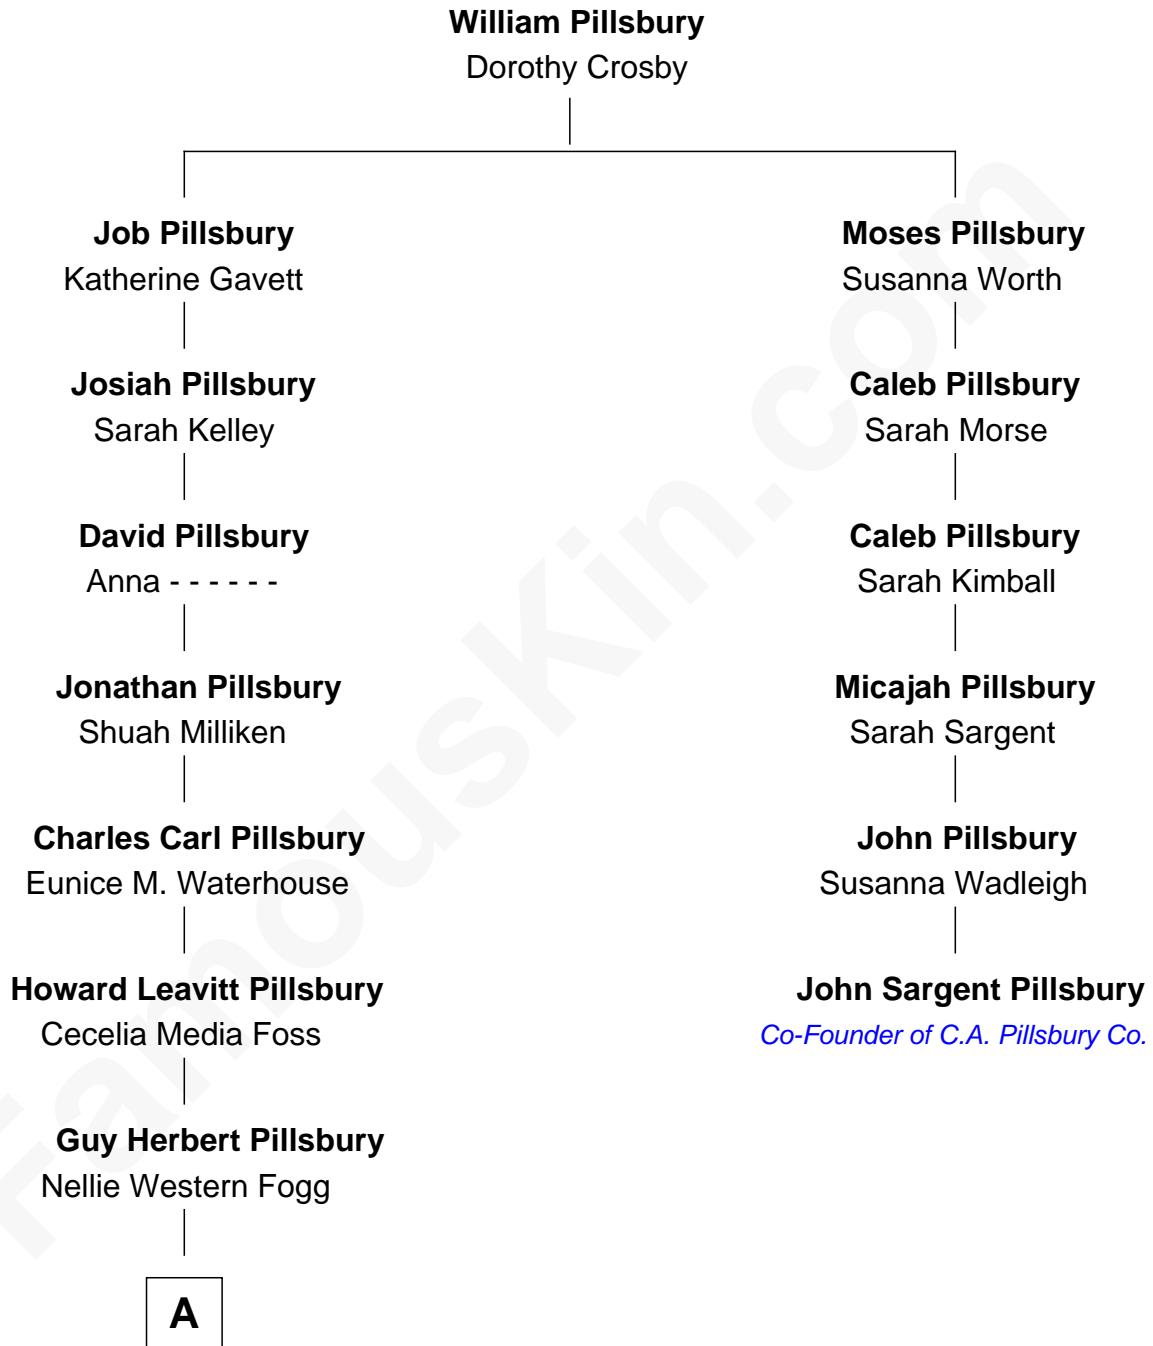 William Pillsbury
Dorothy Crosby
Job Pillsbury
Katherine Gavett
Moses Pillsbury
Susanna Worth
Josiah Pillsbury
Sarah Kelley
Caleb Pillsbury
Sarah Morse
David Pillsbury
Anna - - - - - -
Caleb Pillsbury
Sarah Kimball
Jonathan Pillsbury
Shuah Milliken
Micajah Pillsbury
Sarah Sargent
Charles Carl Pillsbury
Eunice M. Waterhouse
John Pillsbury
Susanna Wadleigh
Howard Leavitt Pillsbury
Cecelia Media Foss
John Sargent Pillsbury
Co-Founder of C.A. Pillsbury Co.
Guy Herbert Pillsbury
Nellie Western Fogg
A
FamousKin.com